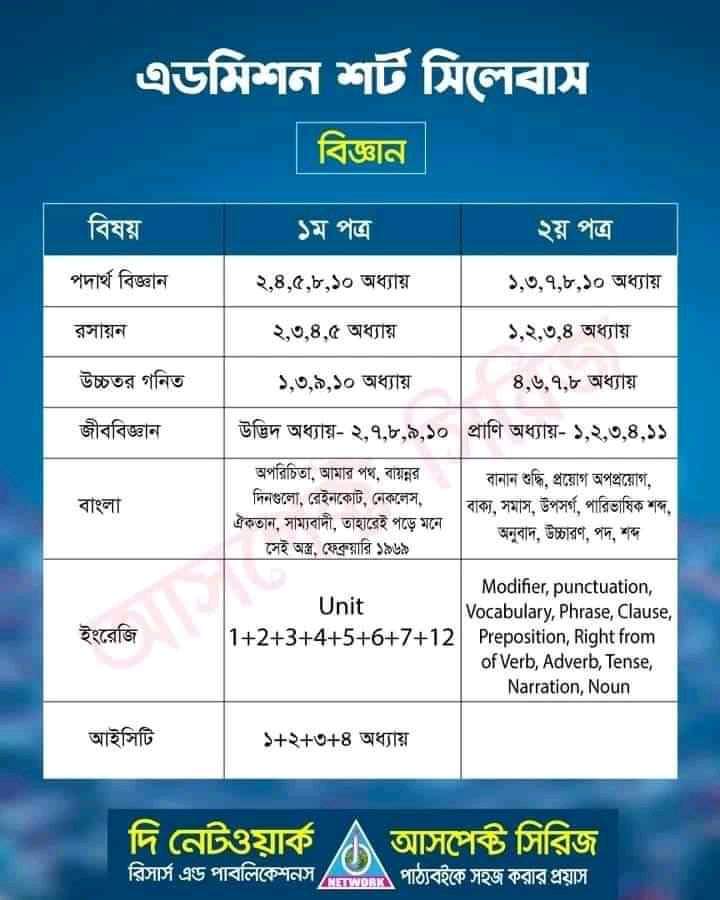 এডমিশন শর্ট সিলেবাস
বিজ্ঞান
বিষয় ১ম পত্র ২য় পত্র
পদার্থ বিজ্ঞান ২,৪,৫,৮,১০ অধ্যায় ১,৩,৭,৮,১০ অধ্যায়
রসায়ন ২,৩,৪,৫ অধ্যায় ১,২,৩,৪ অধ্যায়
উচ্চতর গনিত ১,৩,৯,১০ অধ্যায় ৪,৬,৭,৮ অধ্যায়
জীববিজ্ঞান উদ্ভিদ অধ্যায়- ২,৭,৮,৯,১০ প্রাণি অধ্যায়- ১,২,৩,৪,১১
বাংলা
অপরিচিতা, আমার পথ, বায়ান্নর
দিনগুলো, রেইনকোট, নেকলেস,
ঐকতান, সাম্যবাদী, তাহারেই পড়ে মনে
সেই অস্ত্র, ফেব্রুয়ারি ১৯৬৯
বানান শুদ্ধি, প্রয়োগ অপপ্রয়োগ,
বাক্য, সমাস, উপসর্গ, পারিভাষিক শব্দ,
অনুবাদ, উচ্চারণ, পদ, শব্দ
ইংরেজি
Unit
1+2+3+4+5+6+7+12
Modifier, punctuation,
Vocabulary, Phrase, Clause,
Preposition, Right from
of Verb, Adverb, Tense,
Narration, Noun
আইসিটি ১+২+৩+৪ অধ্যায়
আসপেক্ট সিরিজ
দি নেটওয়ার্ক
রিসার্স এন্ড পাবলিকেশনস
NETWORK
আসপেক্ট সিরিজ
পাঠ্যবইকে সহজ করার প্রয়াস